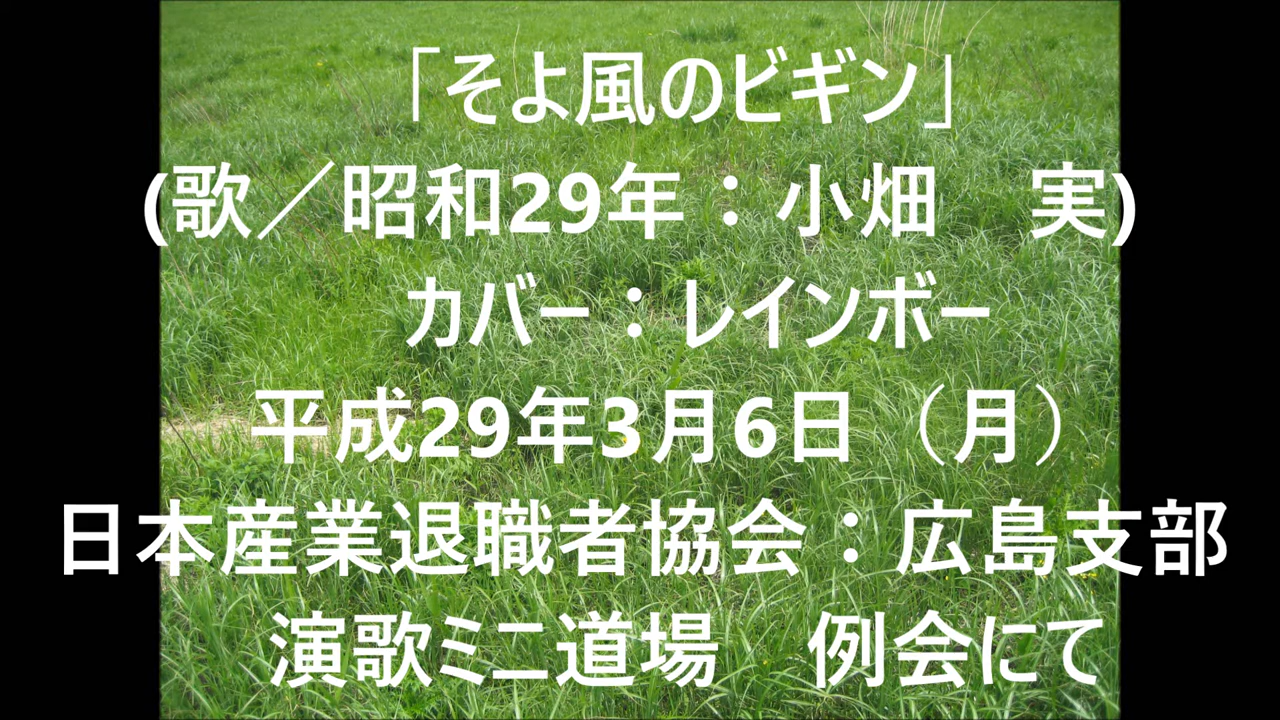 「そよ風のビギン」
(歌／昭和29年：小畑　実)
カバー：レインボー
平成29年3月6日（月）
日本産業退職者協会：広島支部
演歌ミニ道場　例会にて